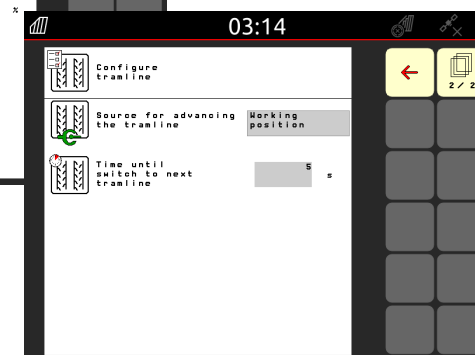 %
03:14
Configure
tramline
Source for advancing
the tramline
Working
position
Time until
switch to next
tramline
5
s
2 / 2